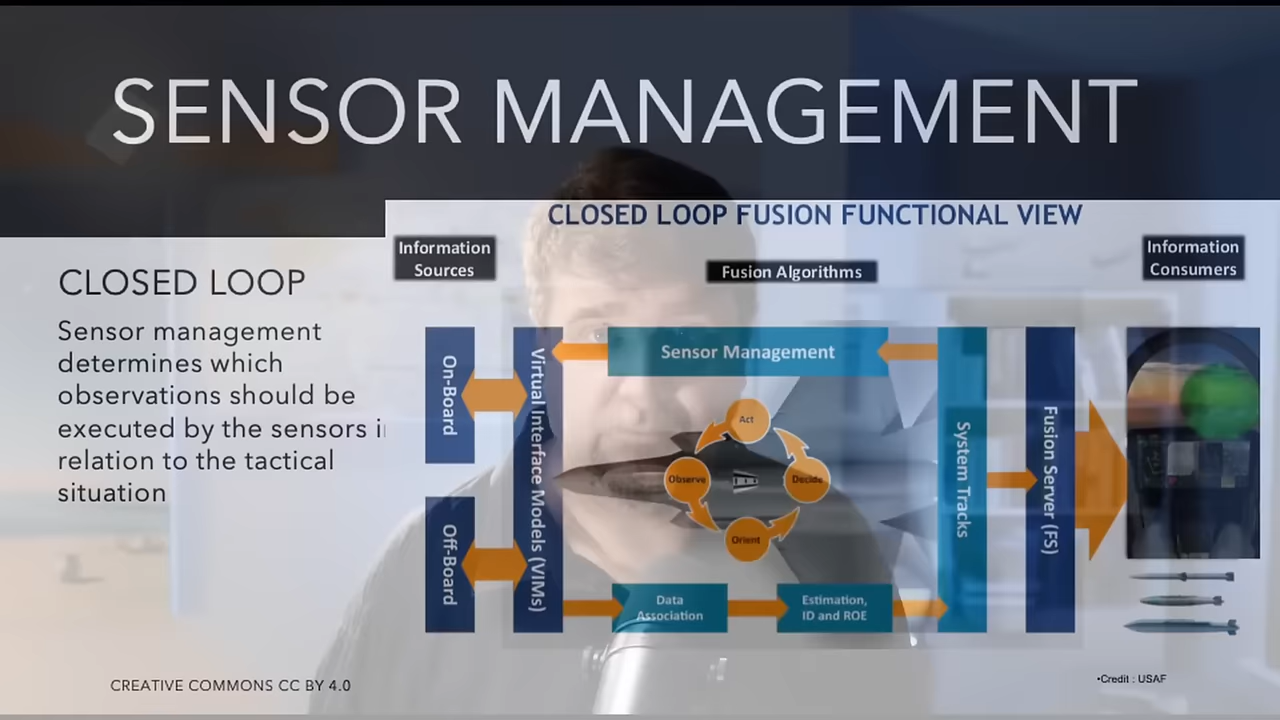 SENSOR MANAGEMENT
CLOSED LOOP FUSION FUNCTIONAL VIEW
Information
Sources
Fusion Algorithms
Information
Consumers
CLOSED LOOP
Sensor management
determines which
observations should be
executed by the sensors i
relation to the tactical
situation
On-Board
Off-Board
Virtual Interface Models (VIMs)
Sensor Management
Act
Observe
Decide
Orient
Data
Association
Estimation,
ID and ROE
System Tracks
Fusion Server (FS)
CREATIVE COMMONS CC BY 4.0
•Credit : USAF